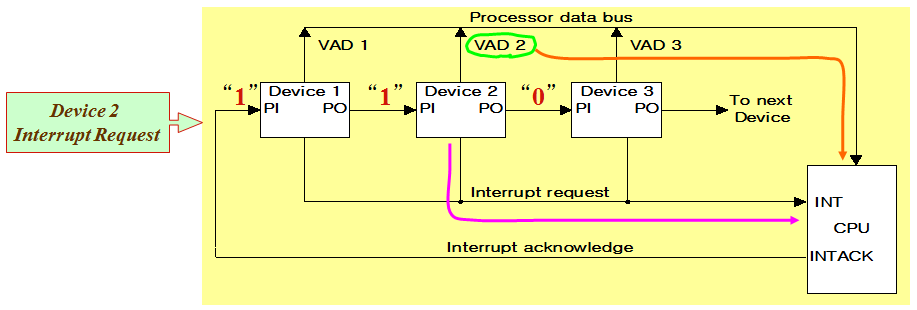 Processor data bus
VAD 1
VAD 2
VAD 3
Device 2
Interrupt Request
“1”
Device 1
PI
PO
“1”
Device 2
PI
PO
“0”
Device 3
PI
PO
To next
Device
Interrupt request
INT
CPU
Interrupt acknowledge
INTACK